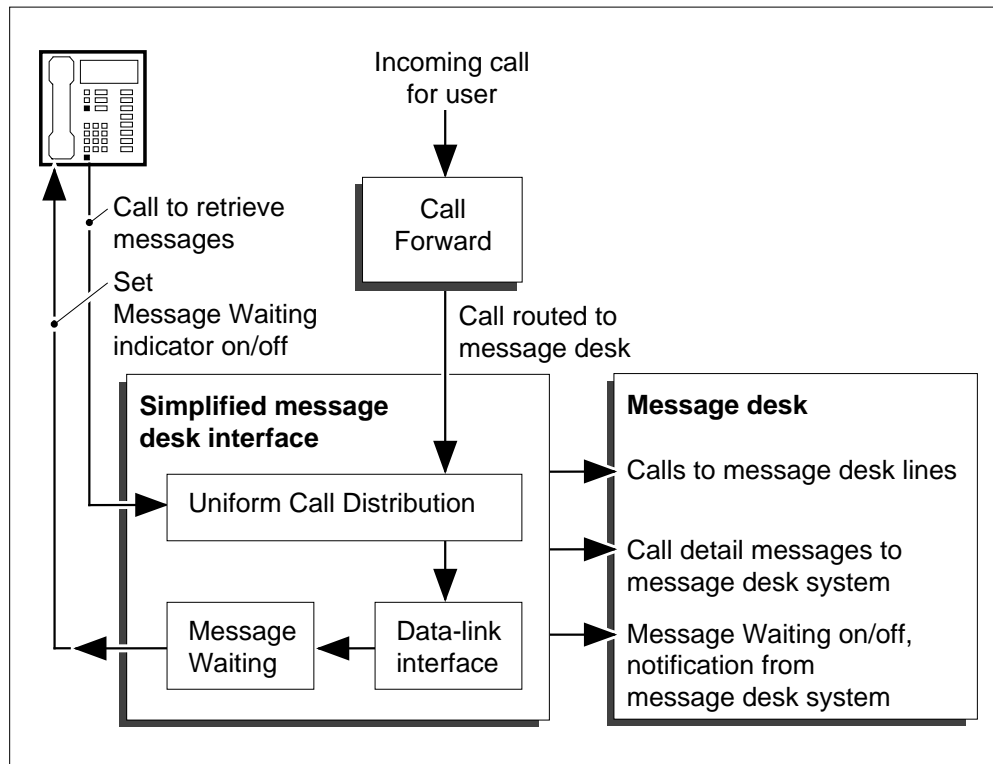 Incoming call
for user
Call
Forward
Call to retrieve
messages
Set
Message Waiting
indicator on/off
Call routed to
message desk
Simplified message
desk interface
Uniform Call Distribution
Message
Waiting
Data-link
interface
Message desk
Calls to message desk lines
Call detail messages to
message desk system
Message Waiting on/off,
notification from
message desk system